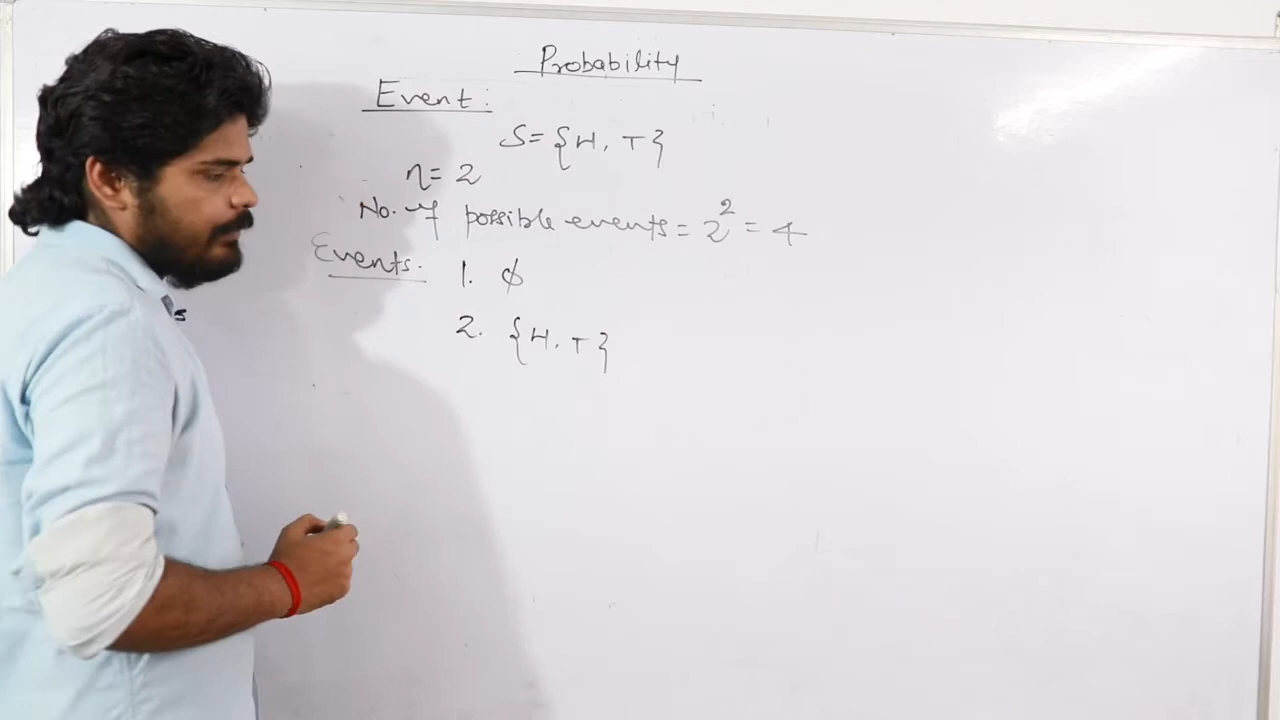 Probability
Event:
S={H, T}
n=2
No. of possible events = 2² = 4
Events. 1. ϕ
2. {H, T}